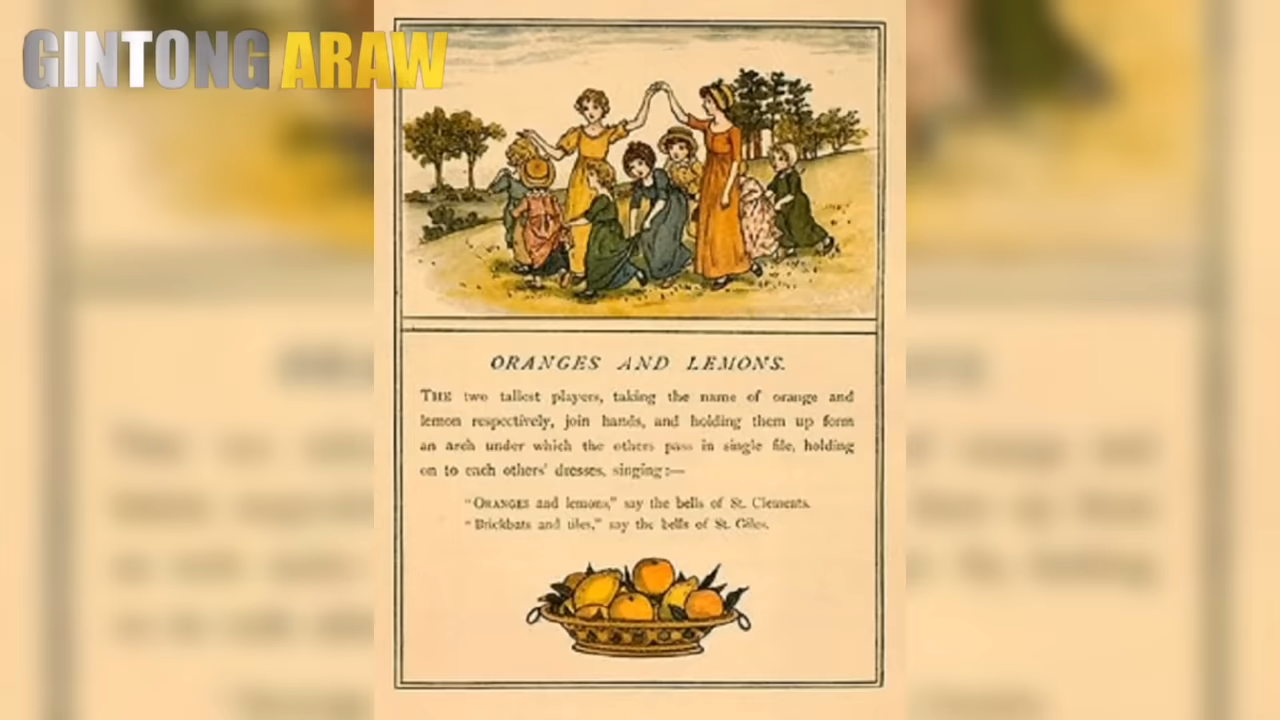 GINTONG ARAW
ORANGES AND LEMONS.
THE two tallest players, taking the name of orange and
lemon respectively, join hands, and holding them up form
an arch under which the others pass in single file, holding
on to each others' dresses, singing:—
"ORANGES and lemons," say the bells of St. Clements.
"Brickbats and tiles," say the bells of St. Giles.